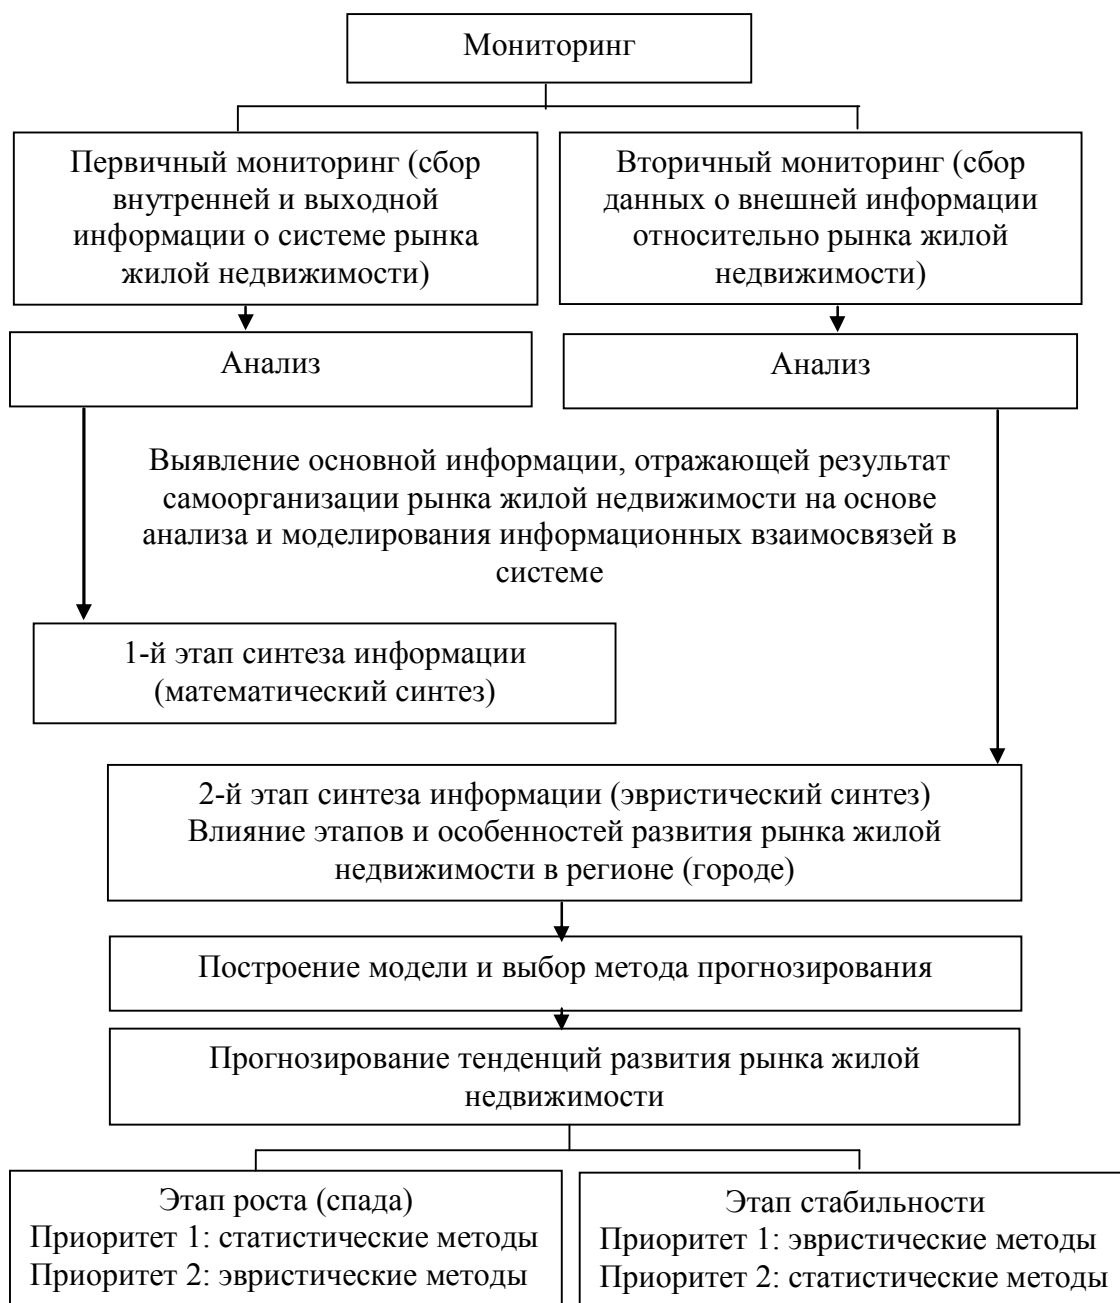 Мониторинг
Первичный мониторинг (сбор
внутренней и выходной
информации о системе рынка
жилой недвижимости)
Вторичный мониторинг (сбор
данных о внешней информации
относительно рынка жилой
недвижимости)
Анализ
Анализ
Выявление основной информации, отражающей результат
самоорганизации рынка жилой недвижимости на основе
анализа и моделирования информационных взаимосвязей в
системе
1-й этап синтеза информации
(математический синтез)
2-й этап синтеза информации (эвристический синтез)
Влияние этапов и особенностей развития рынка жилой
недвижимости в регионе (городе)
Построение модели и выбор метода прогнозирования
Прогнозирование тенденций развития рынка жилой
недвижимости
Этап роста (спада)
Приоритет 1: статистические методы
Приоритет 2: эвристические методы
Этап стабильности
Приоритет 1: эвристические методы
Приоритет 2: статистические методы